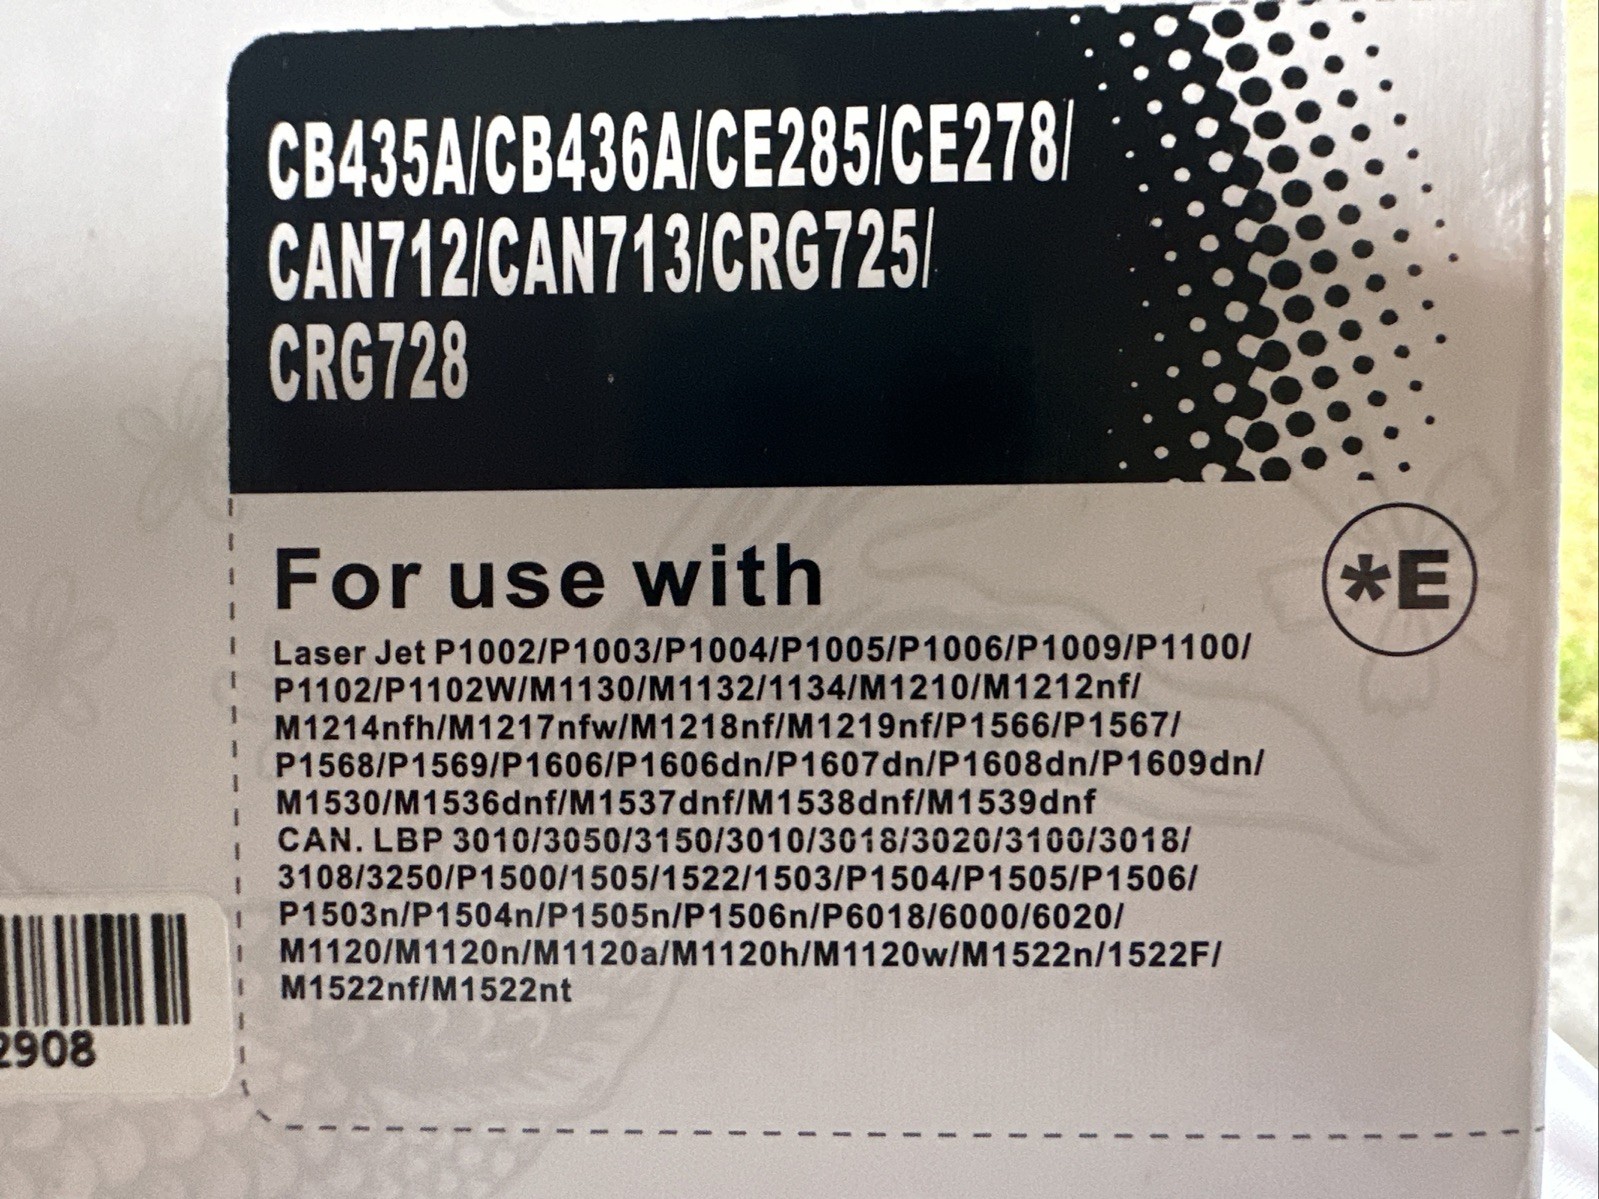 CB435A/CB436A/CE285/CE278/
CAN712/CAN713/CRG725/
CRG728
For use with
*E
Laser Jet P1002/P1003/P1004/P1005/P1006/P1009/P1100/
P1102/P1102W/M1130/M1132/1134/M1210/M1212nf/
M1214nfh/M1217nfw/M1218nf/M1219nf/P1566/P1567/
P1568/P1569/P1606/P1606dn/P1607dn/P1608dn/P1609dn/
M1530/M1536dnf/M1537dnf/M1538dnf/M1539dnf
CAN. LBP 3010/3050/3150/3010/3018/3020/3100/3018/
3108/3250/P1500/1505/1522/1503/P1504/P1505/P1506/
P1503n/P1504n/P1505n/P1506n/P6018/6000/6020/
M1120/M1120n/M1120a/M1120h/M1120w/M1522n/1522F/
M1522nf/M1522nt
2908